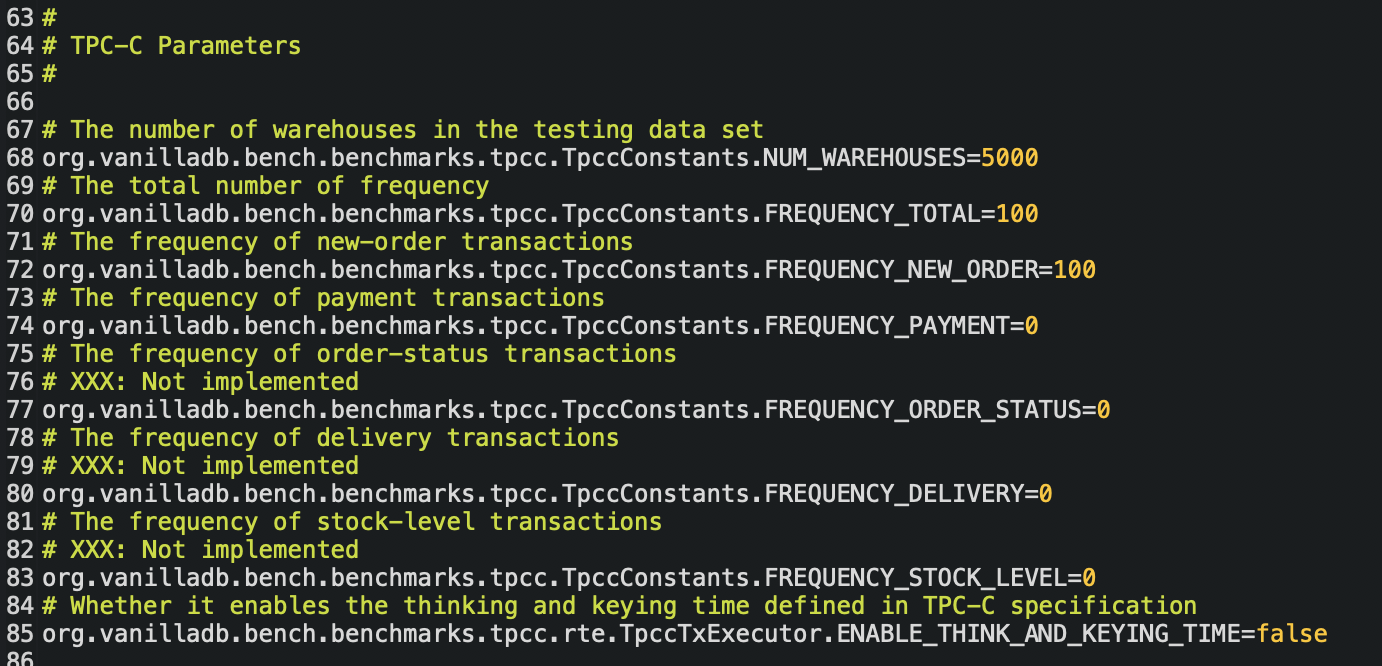 63 #
64 # TPC-C Parameters
65 #
66
67 # The number of warehouses in the testing data set
68 org.vanilladb.bench.benchmarks.tpcc.TpccConstants.NUM_WAREHOUSES=5000
69 # The total number of frequency
70 org.vanilladb.bench.benchmarks.tpcc.TpccConstants.FREQUENCY_TOTAL=100
71 # The frequency of new-order transactions
72 org.vanilladb.bench.benchmarks.tpcc.TpccConstants.FREQUENCY_NEW_ORDER=100
73 # The frequency of payment transactions
74 org.vanilladb.bench.benchmarks.tpcc.TpccConstants.FREQUENCY_PAYMENT=0
75 # The frequency of order-status transactions
76 # XXX: Not implemented
77 org.vanilladb.bench.benchmarks.tpcc.TpccConstants.FREQUENCY_ORDER_STATUS=0
78 # The frequency of delivery transactions
79 # XXX: Not implemented
80 org.vanilladb.bench.benchmarks.tpcc.TpccConstants.FREQUENCY_DELIVERY=0
81 # The frequency of stock-level transactions
82 # XXX: Not implemented
83 org.vanilladb.bench.benchmarks.tpcc.TpccConstants.FREQUENCY_STOCK_LEVEL=0
84 # Whether it enables the thinking and keying time defined in TPC-C specification
85 org.vanilladb.bench.benchmarks.tpcc.rte.TpccTxExecutor.ENABLE_THINK_AND_KEYING_TIME=false
86